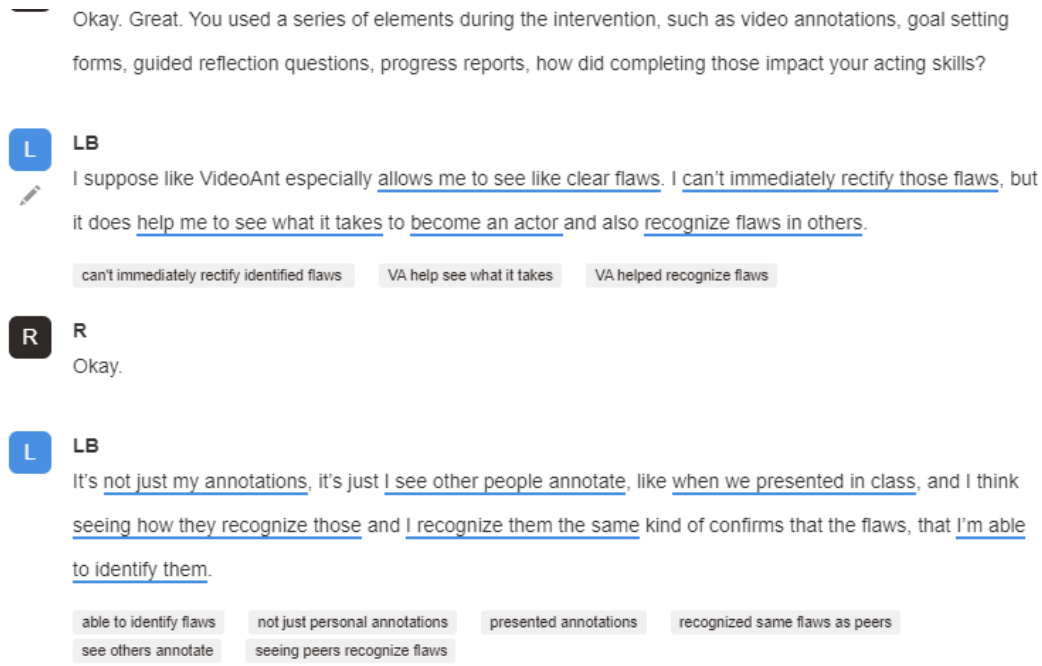 Okay. Great. You used a series of elements during the intervention, such as video annotations, goal setting
forms, guided reflection questions, progress reports, how did completing those impact your acting skills?
L
LB
I suppose like VideoAnt especially allows me to see like clear flaws. I can't immediately rectify those flaws, but
it does help me to see what it takes to become an actor and also recognize flaws in others.
can't immediately rectify identified flaws VA help see what it takes VA helped recognize flaws
R
R
Okay.
L
LB
It's not just my annotations, it's just I see other people annotate, like when we presented in class, and I think
seeing how they recognize those and I recognize them the same kind of confirms that the flaws, that I'm able
to identify them.
able to identify flaws not just personal annotations presented annotations recognized same flaws as peers
see others annotate seeing peers recognize flaws